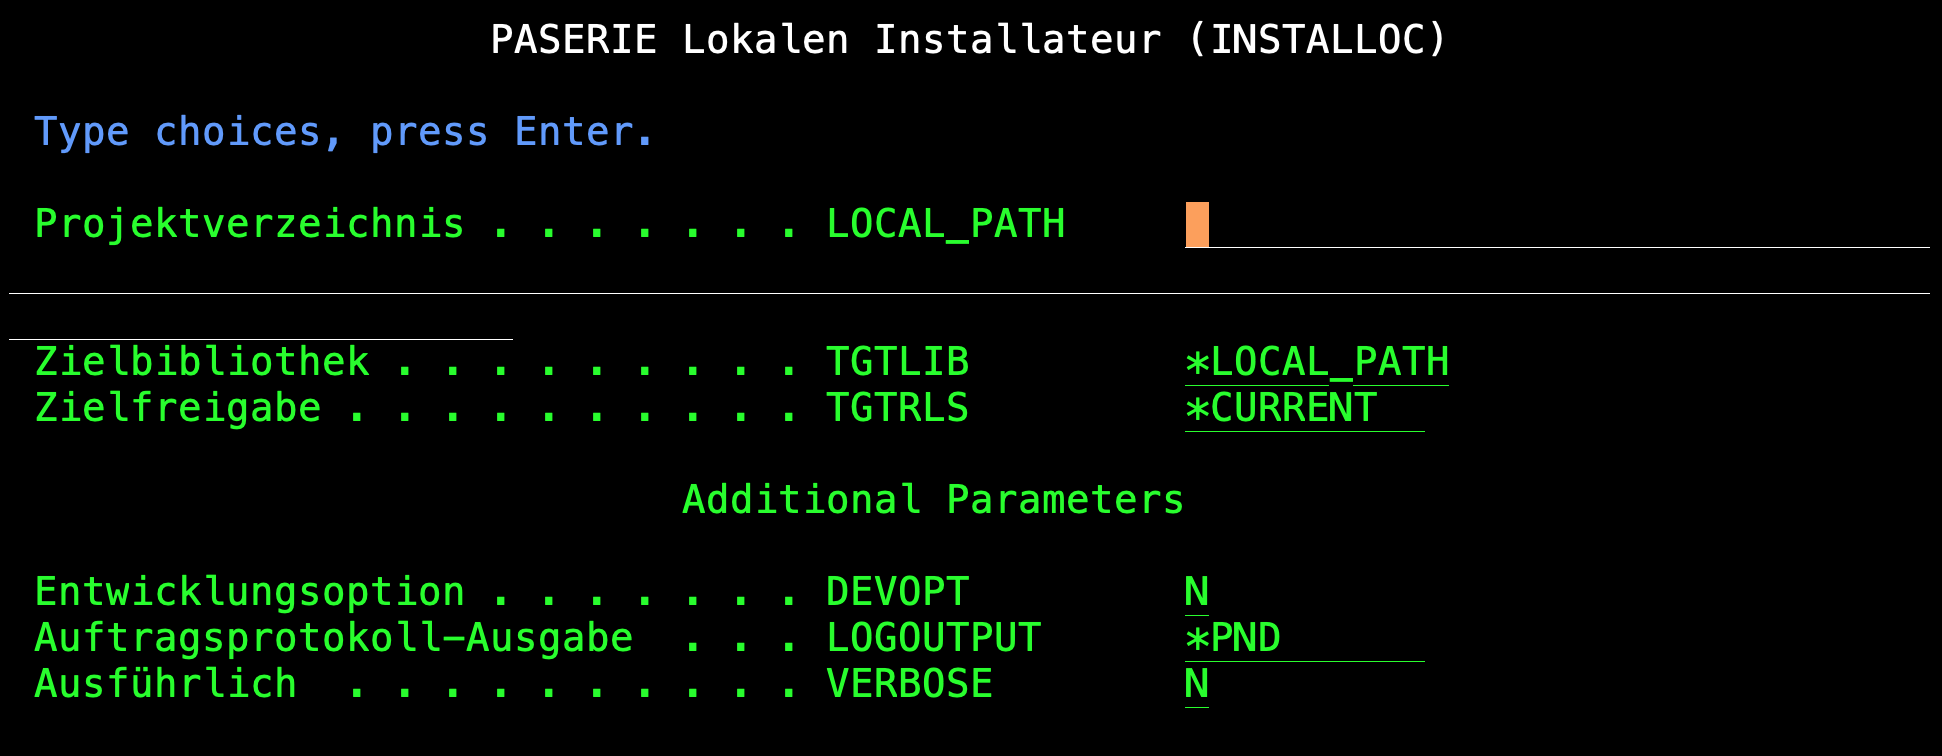 PASERIE Lokalen Installateur (INSTALLOC)
Type choices, press Enter.
Projektverzeichnis . . . . . . . LOCAL_PATH
Zielbibliothek . . . . . . . . . TGTLIB *LOCAL_PATH
Zielfreigabe . . . . . . . . . . TGTRLS *CURRENT
Additional Parameters
Entwicklungsoption . . . . . . . DEVOPT N
Auftragsprotokoll-Ausgabe . . . LOGOUTPUT *PND
Ausführlich . . . . . . . . . . VERBOSE N